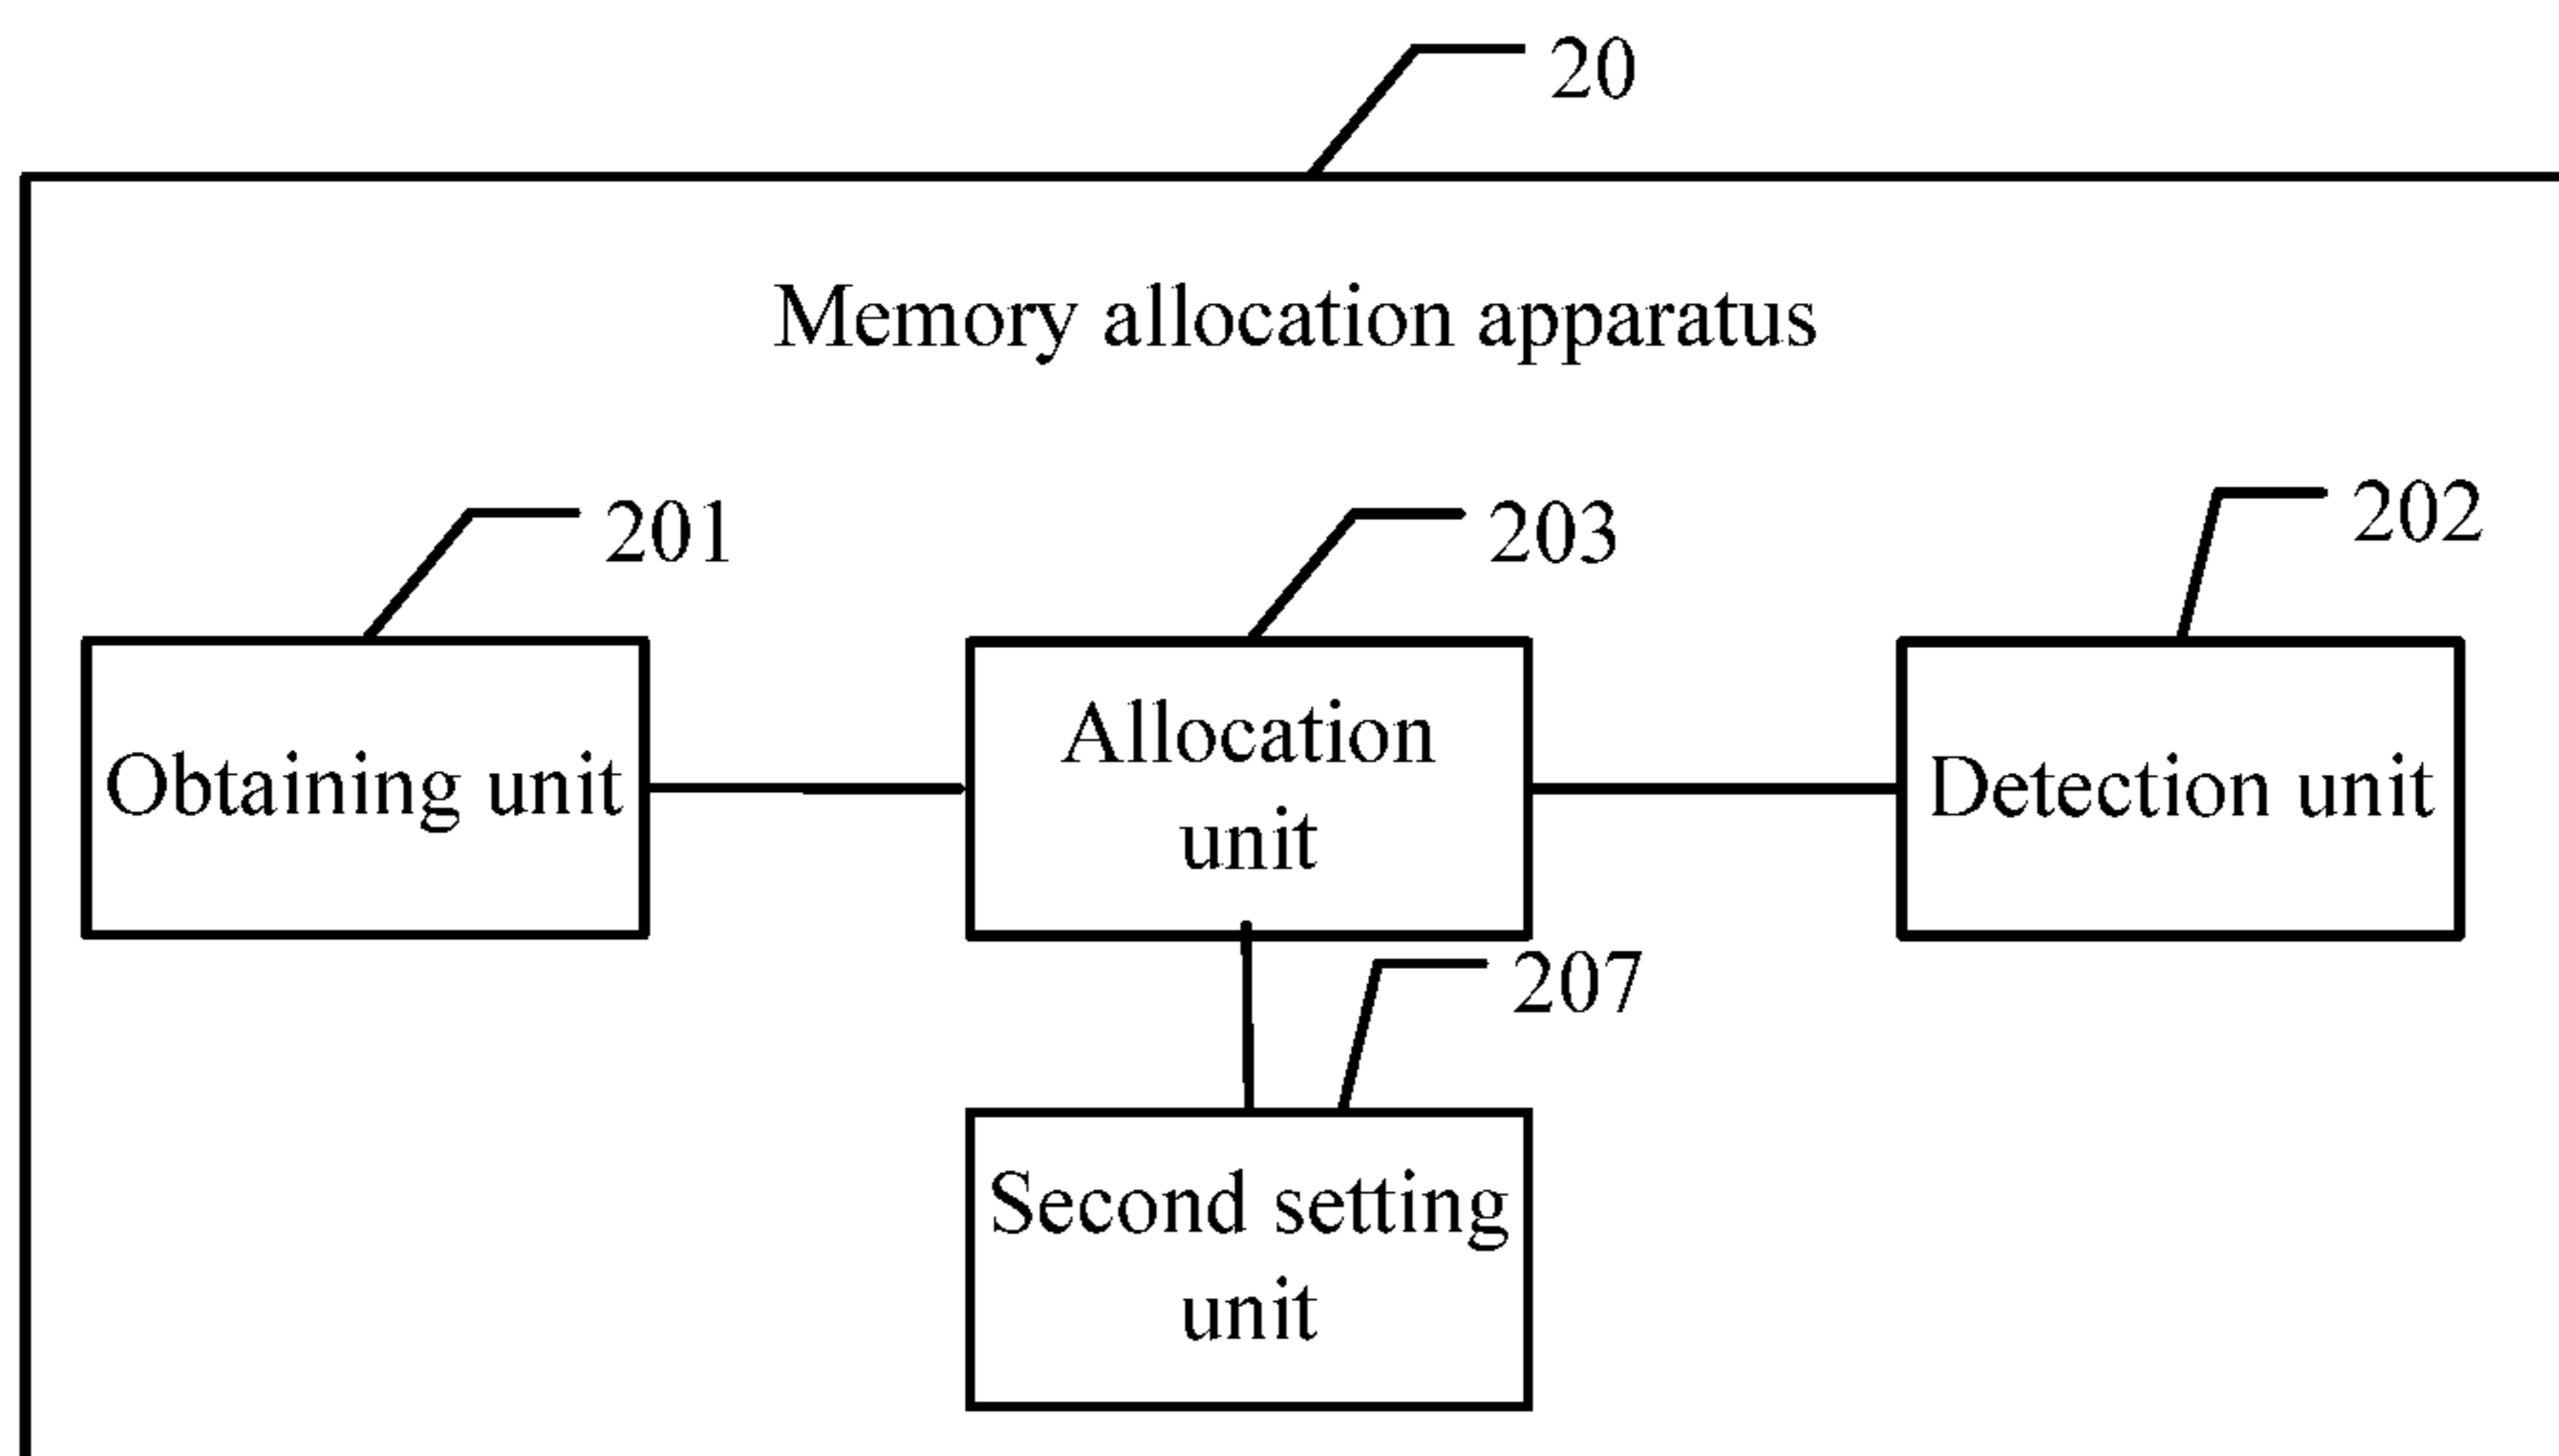 20
Memory allocation apparatus
201
203
202
Obtaining unit
Allocation
unit
Detection unit
207
Second setting
unit